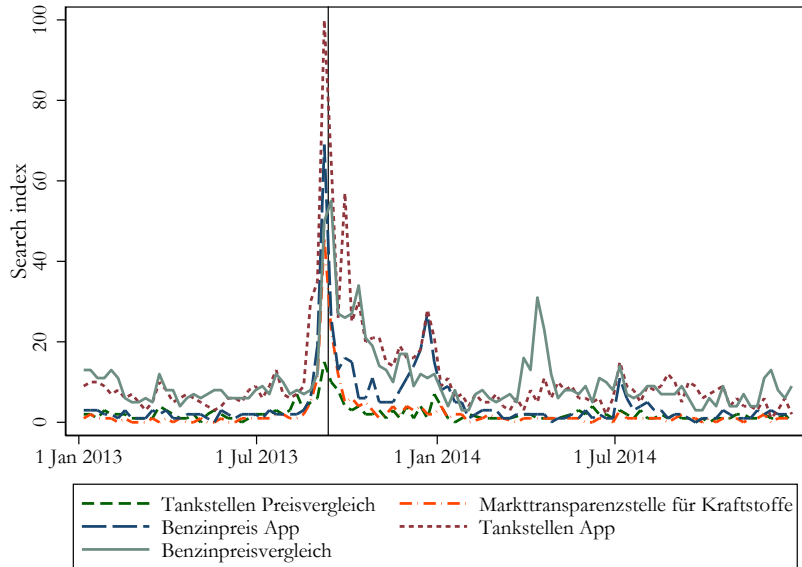 100
80
60
40
20
0
Search index
1 Jan 2013 1 Jul 2013 1 Jan 2014 1 Jul 2014
Tankstellen Preisvergleich Markttransparenzstelle für Kraftstoffe
Benzinpreis App Tankstellen App
Benzinpreisvergleich